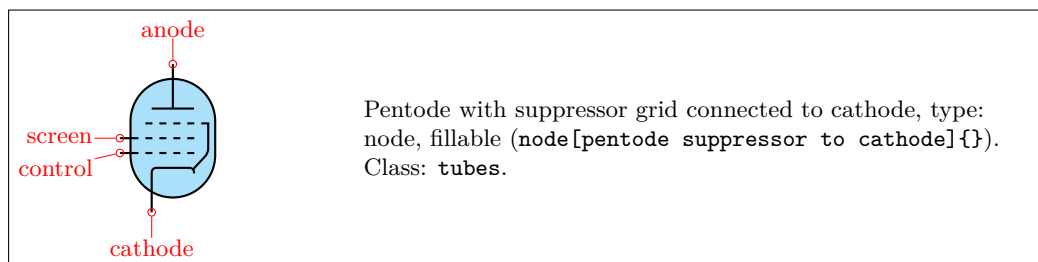 anode
screen
control
cathode
Pentode with suppressor grid connected to cathode, type:
node, fillable (node[pentode suppressor to cathode]{}).
Class: tubes.